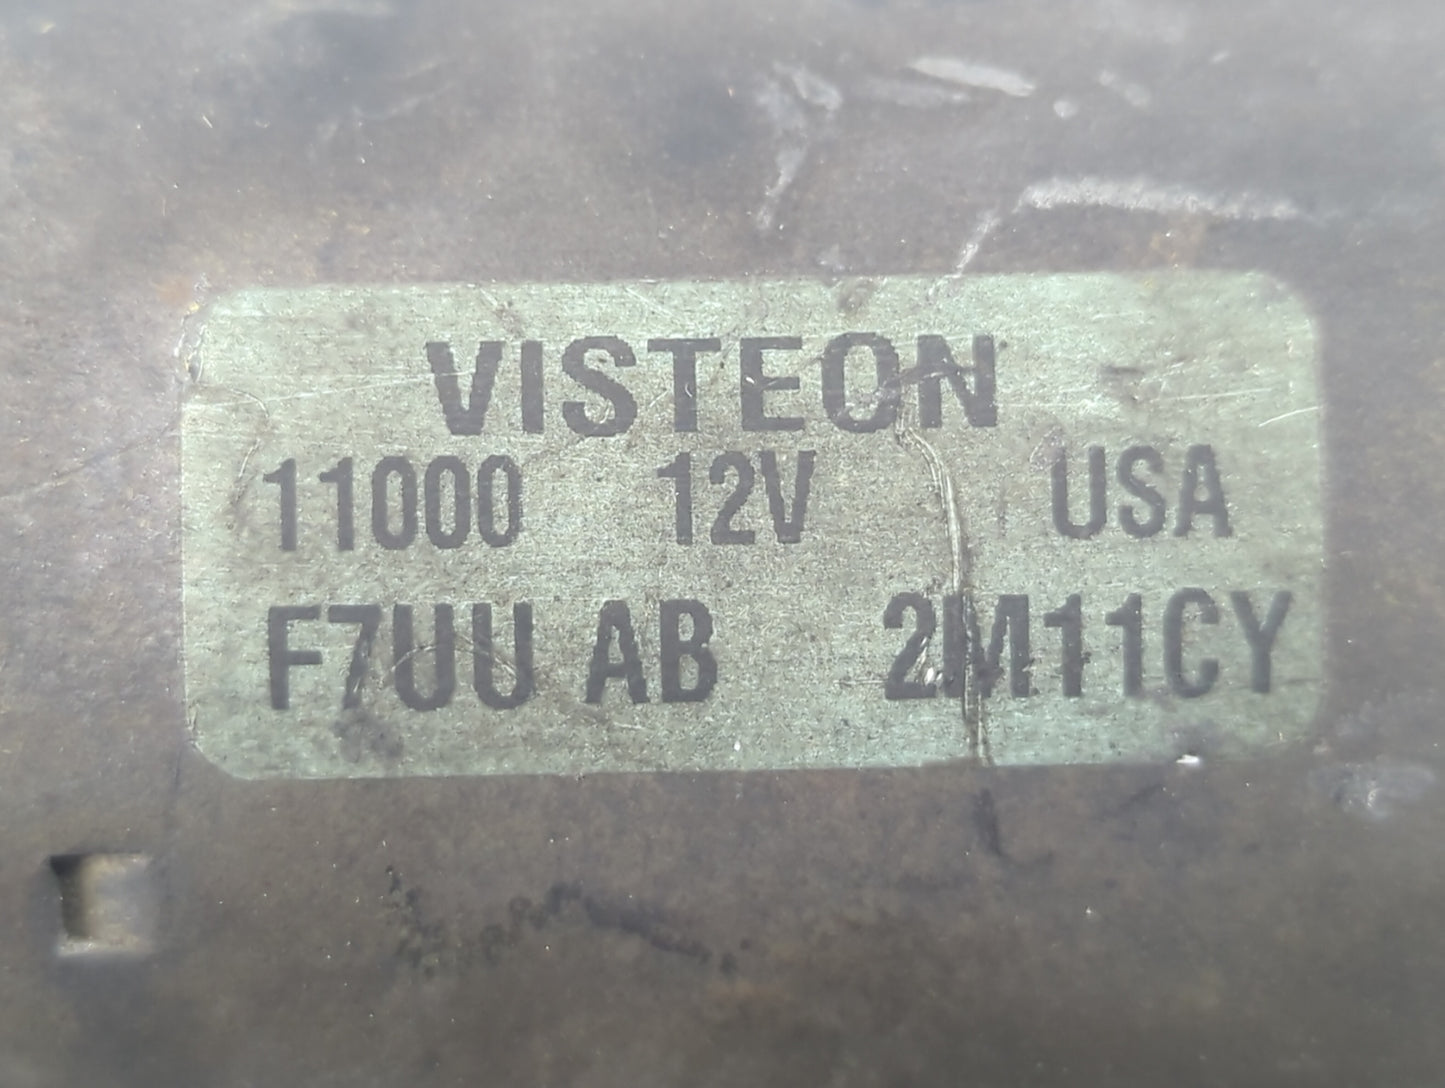 VISTEON
11000 12V USA
F7UU AB 2M11CY